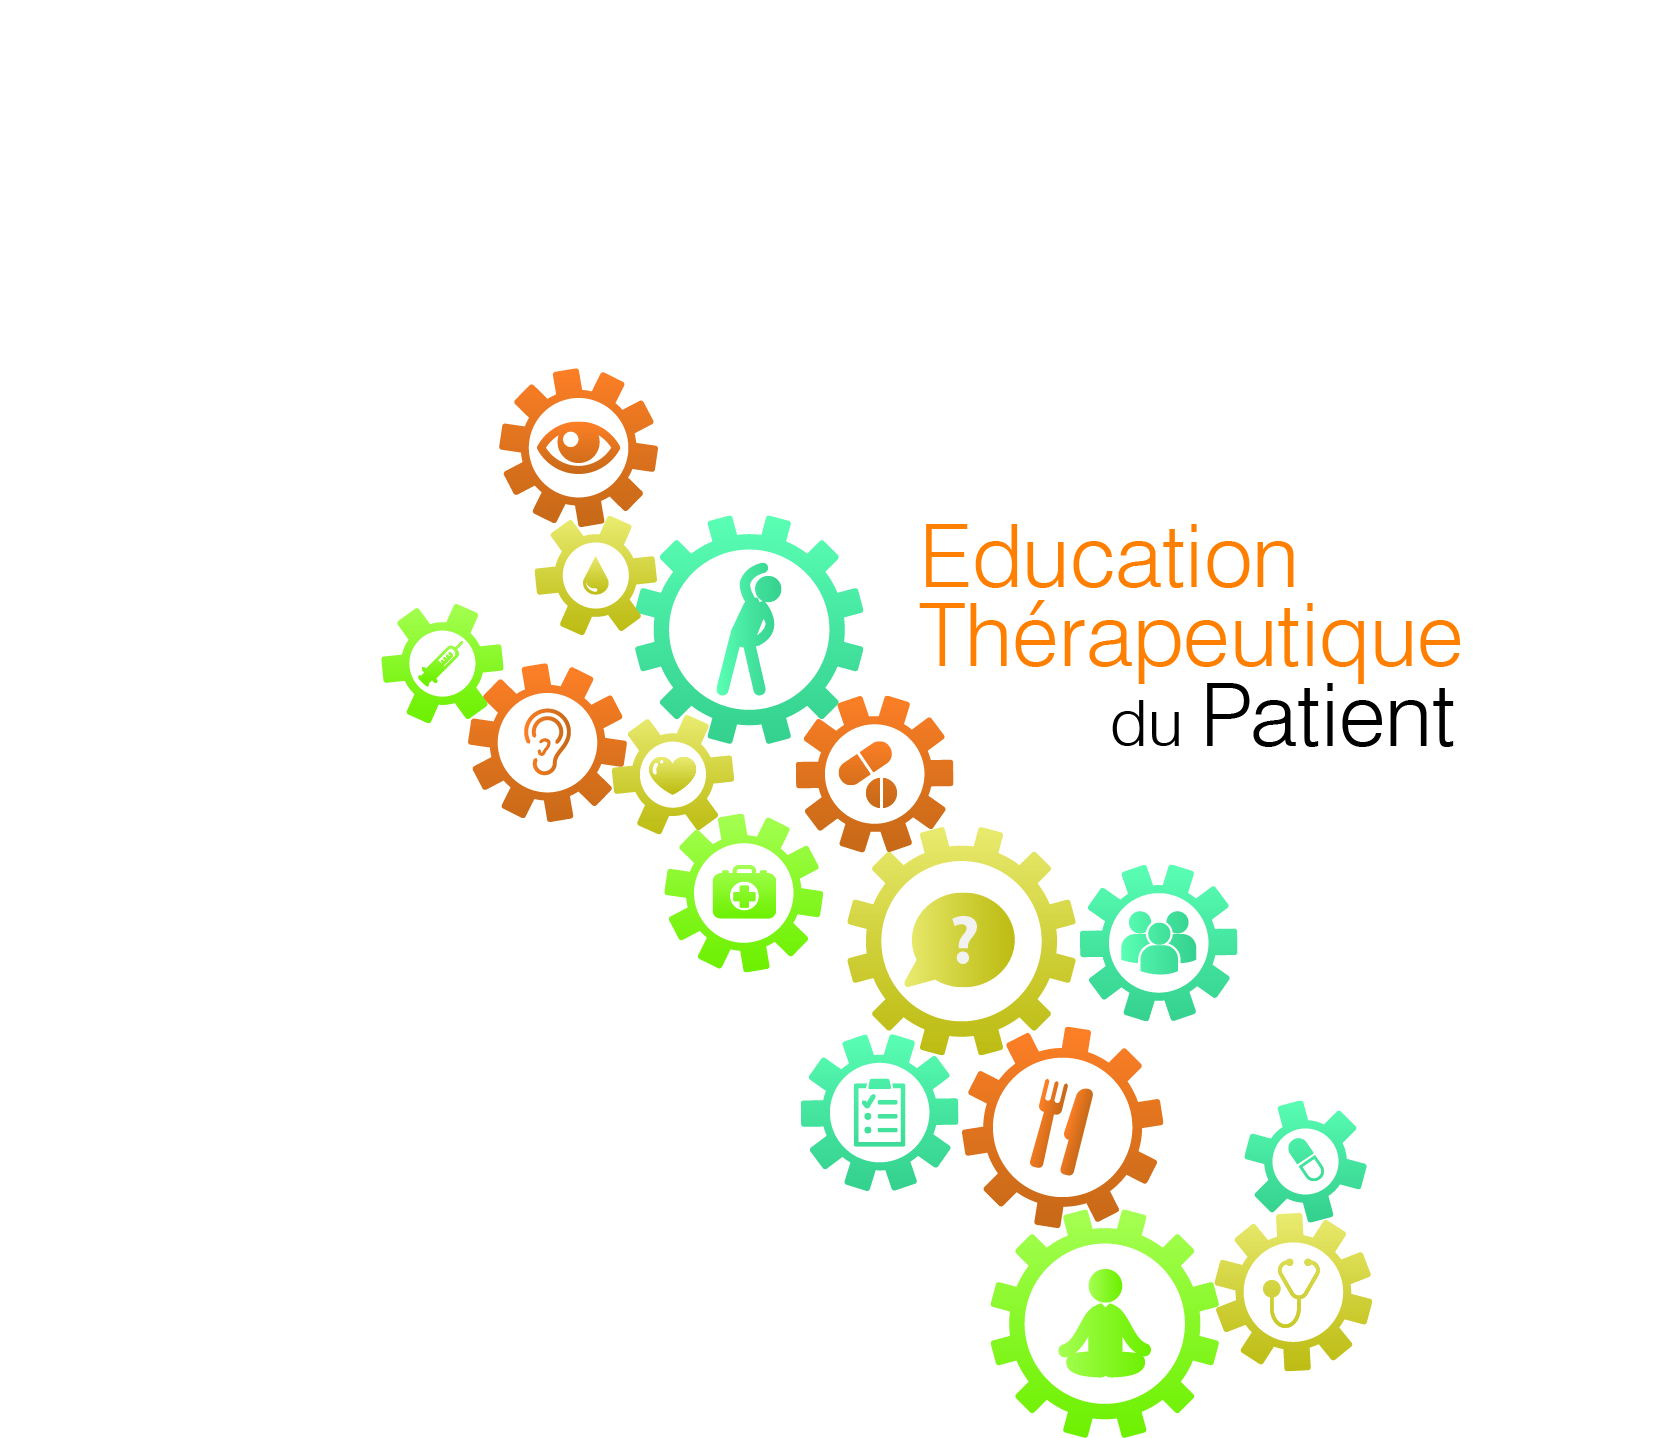 Education
Thérapeutique
du Patient
?